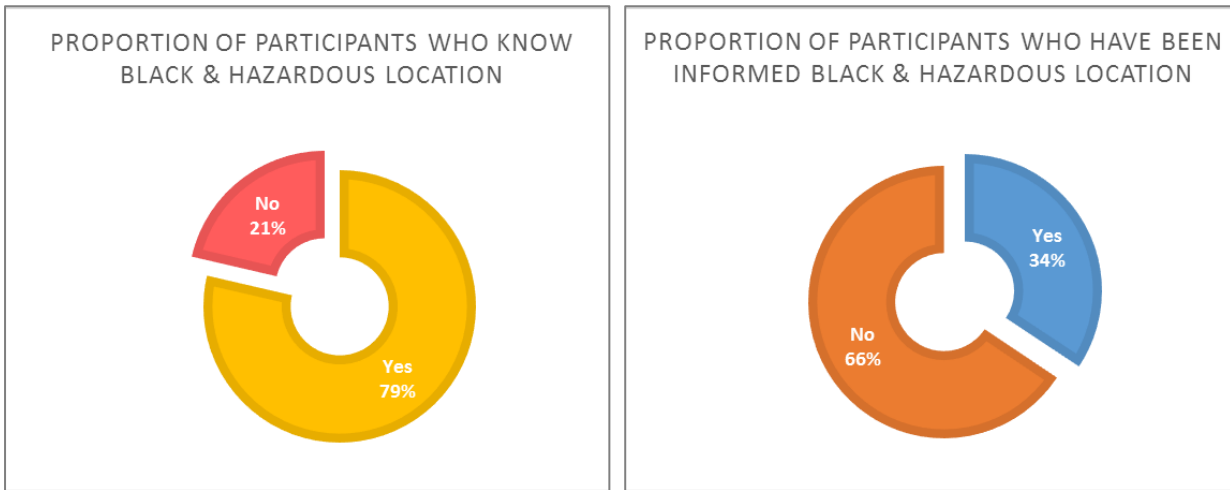 PROPORTION OF PARTICIPANTS WHO KNOW
BLACK & HAZARDOUS LOCATION
No
21%
Yes
79%
PROPORTION OF PARTICIPANTS WHO HAVE BEEN
INFORMED BLACK & HAZARDOUS LOCATION
Yes
34%
No
66%